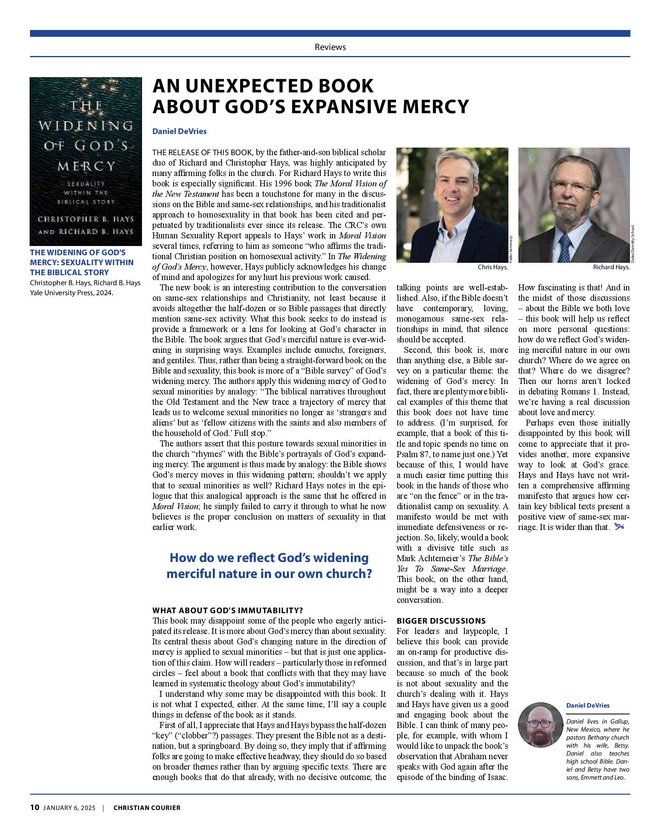 Reviews
THE
WIDENING
OF GOD'S
MERCY
SEXUALITY
WITHIN THE
BIBLICAL STORY
CHRISTOPHER B. HAYS
AND RICHARD B. HAYS
THE WIDENING OF GOD'S
MERCY: SEXUALITY WITHIN
THE BIBLICAL STORY
Christopher B. Hays, Richard B. Hays
Yale University Press, 2024.
AN UNEXPECTED BOOK
ABOUT GOD'S EXPANSIVE MERCY
Daniel DeVries
THE RELEASE OF THIS BOOK, by the father-and-son biblical scholar
duo of Richard and Christopher Hays, was highly anticipated by
many affirming folks in the church. For Richard Hays to write this
book is especially significant. His 1996 book The Moral Vision of
the New Testament has been a touchstone for many in the discus-
sions on the Bible and same-sex relationships, and his traditionalist
approach to homosexuality in that book has been cited and per-
petuated by traditionalists ever since its release. The CRC's own
Human Sexuality Report appeals to Hays' work in Moral Vision
several times, referring to him as someone "who affirms the tradi-
tional Christian position on homosexual activity." In The Widening
of God's Mercy, however, Hays publicly acknowledges his change
of mind and apologizes for any hurt his previous work caused.
The new book is an interesting contribution to the conversation
on same-sex relationships and Christianity, not least because it
avoids altogether the half-dozen or so Bible passages that directly
mention same-sex activity. What this book seeks to do instead is
provide a framework or a lens for looking at God's character in
the Bible. The book argues that God's merciful nature is ever-wid-
ening in surprising ways. Examples include eunuchs, foreigners,
and gentiles. Thus, rather than being a straight-forward book on the
Bible and sexuality, this book is more of a "Bible survey" of God's
widening mercy. The authors apply this widening mercy of God to
sexual minorities by analogy: "The biblical narratives throughout
the Old Testament and the New trace a trajectory of mercy that
leads us to welcome sexual minorities no longer as 'strangers and
aliens' but as 'fellow citizens with the saints and also members of
the household of God.' Full stop."
The authors assert that this posture towards sexual minorities in
the church "rhymes" with the Bible's portrayals of God's expand-
ing mercy. The argument is thus made by analogy: the Bible shows
God's mercy moves in this widening pattern; shouldn't we apply
that to sexual minorities as well? Richard Hays notes in the epi-
logue that this analogical approach is the same that he offered in
Moral Vision; he simply failed to carry it through to what he now
believes is the proper conclusion on matters of sexuality in that
earlier work.
How do we reflect God's widening
merciful nature in our own church?
WHAT ABOUT GOD'S IMMUTABILITY?
This book may disappoint some of the people who eagerly antici-
pated its release. It is more about God's mercy than about sexuality.
Its central thesis about God's changing nature in the direction of
mercy is applied to sexual minorities – but that is just one applica-
tion of this claim. How will readers – particularly those in reformed
circles – feel about a book that conflicts with that they may have
learned in systematic theology about God's immutability?
I understand why some may be disappointed with this book. It
is not what I expected, either. At the same time, I'll say a couple
things in defense of the book as it stands.
First of all, I appreciate that Hays and Hays bypass the half-dozen
"key" ("clobber"?) passages. They present the Bible not as a desti-
nation, but a springboard. By doing so, they imply that if affirming
folks are going to make effective headway, they should do so based
on broader themes rather than by arguing specific texts. There are
enough books that do that already, with no decisive outcome; the
Chris Hays.
talking points are well-estab-
lished. Also, if the Bible doesn't
have contemporary, loving,
monogamous same-sex rela-
tionships in mind, that silence
should be accepted.
Second, this book is, more
than anything else, a Bible sur-
vey on a particular theme: the
widening of God's mercy. In
fact, there are plenty more bibli-
cal examples of this theme that
this book does not have time
to address. (I'm surprised, for
example, that a book of this ti-
tle and topic spends no time on
Psalm 87, to name just one.) Yet
because of this, I would have
a much easier time putting this
book in the hands of those who
are "on the fence" or in the tra-
ditionalist camp on sexuality. A
manifesto would be met with
immediate defensiveness or re-
jection. So, likely, would a book
with a divisive title such as
Mark Achtemeier's The Bible's
Yes To Same-Sex Marriage.
This book, on the other hand,
might be a way into a deeper
conversation.
BIGGER DISCUSSIONS
For leaders and laypeople, I
believe this book can provide
an on-ramp for productive dis-
cussion, and that's in large part
because so much of the book
is not about sexuality and the
church's dealing with it. Hays
and Hays have given us a good
and engaging book about the
Bible. I can think of many peo-
ple, for example, with whom I
would like to unpack the book's
observation that Abraham never
speaks with God again after the
episode of the binding of Isaac.
Richard Hays.
How fascinating is that! And in
the midst of those discussions
– about the Bible we both love
– this book will help us reflect
on more personal questions:
how do we reflect God's widen-
ing merciful nature in our own
church? Where do we agree on
that? Where do we disagree?
Then our horns aren't locked
in debating Romans 1. Instead,
we're having a real discussion
about love and mercy.
Perhaps even those initially
disappointed by this book will
come to appreciate that it pro-
vides another, more expansive
way to look at God's grace.
Hays and Hays have not writ-
ten a comprehensive affirming
manifesto that argues how cer-
tain key biblical texts present a
positive view of same-sex mar-
riage. It is wider than that.
Daniel DeVries
Daniel lives in Gallup,
New Mexico, where he
pastors Bethany church
with his wife, Betsy.
Daniel also teaches
high school Bible. Dan-
iel and Betsy have two
sons, Emmett and Leo.
10 JANUARY 6, 2025 | CHRISTIAN COURIER